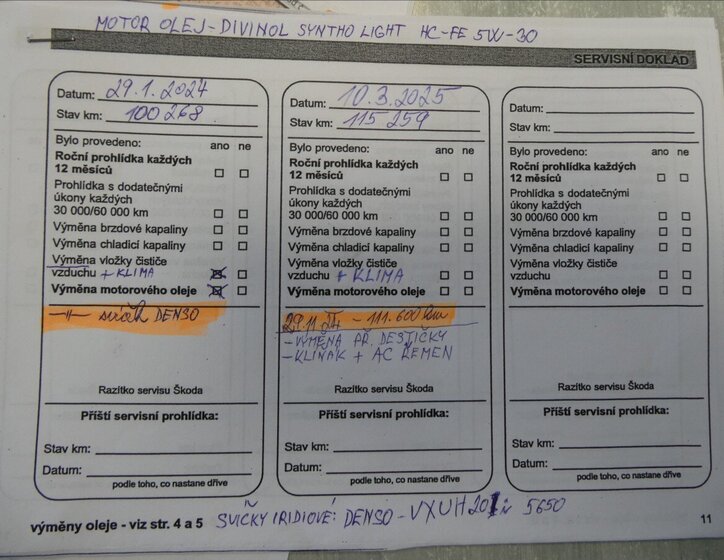 MOTOR OLEJ - DIVINOL SYNTHO LIGHT HC-FE 5W-30
SERVISNÍ DOKLAD
Datum: 29.1.2024
Stav km: 100 268
Bylo provedeno: ano ne
Roční prohlídka každých
12 měsíců
Prohlídka s dodatečnými
úkony každých
30 000/60 000 km
Výměna brzdové kapaliny
Výměna chladicí kapaliny
Výměna vložky čističe
vzduchu + KLIMA
Výměna motorového oleje
-"- svíček DENSO
Razítko servisu Škoda
Příští servisní prohlídka:
Stav km:
Datum:
podle toho, co nastane dříve
Datum: 10.3.2025
Stav km: 115 259
Bylo provedeno: ano ne
Roční prohlídka každých
12 měsíců
Prohlídka s dodatečnými
úkony každých
30 000/60 000 km
Výměna brzdové kapaliny
Výměna chladicí kapaliny
Výměna vložky čističe
vzduchu + KLIMA
Výměna motorového oleje
29.11.24 - 111.600 km
- VÝMĚNA PŘ. DESTIČKY
- KLIŇÁK + AC ŘEMEN
Razítko servisu Škoda
Příští servisní prohlídka:
Stav km:
Datum:
podle toho, co nastane dříve
Datum:
Stav km:
Bylo provedeno: ano ne
Roční prohlídka každých
12 měsíců
Prohlídka s dodatečnými
úkony každých
30 000/60 000 km
Výměna brzdové kapaliny
Výměna chladicí kapaliny
Výměna vložky čističe
vzduchu
Výměna motorového oleje
Razítko servisu Škoda
Příští servisní prohlídka:
Stav km:
Datum:
podle toho, co nastane dříve
výměny oleje - viz str. 4 a 5
SVÍČKY IRIDIOVÉ: DENSO - 5650
11